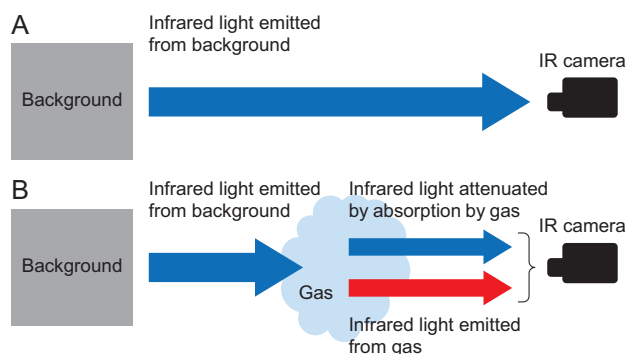 A
Infrared light emitted
from background
IR camera
Background
B
Infrared light emitted
from background
Infrared light attenuated
by absorption by gas
IR camera
Background
Gas
Infrared light emitted
from gas